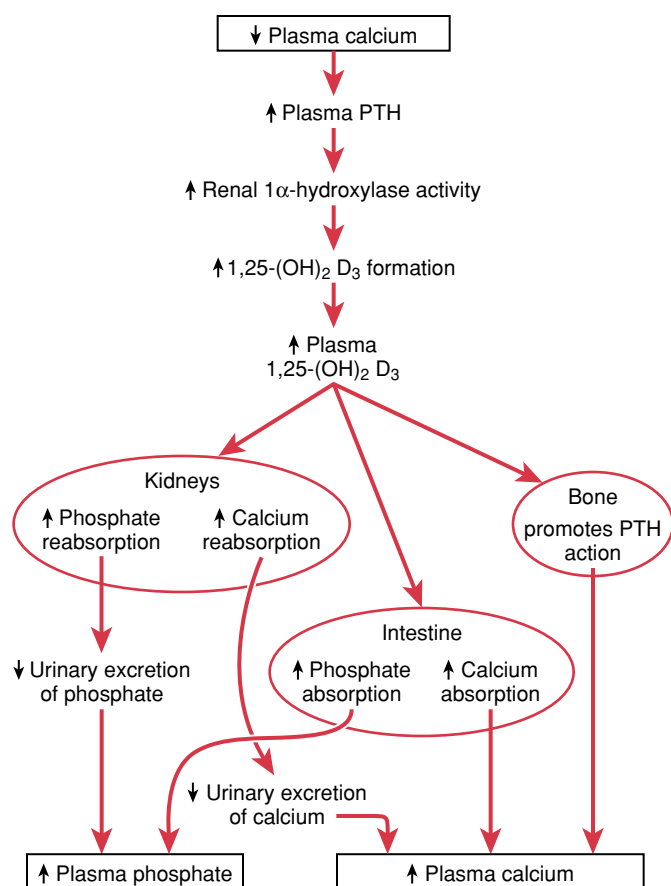 ↓ Plasma calcium
↑ Plasma PTH
↑ Renal 1α-hydroxylase activity
↑ 1,25-(OH)₂ D₃ formation
↑ Plasma
1,25-(OH)₂ D₃
Kidneys
↑ Phosphate
reabsorption
↑ Calcium
reabsorption
Bone
promotes PTH
action
Intestine
↑ Phosphate
absorption
↑ Calcium
absorption
↓ Urinary excretion
of phosphate
↓ Urinary excretion
of calcium
↑ Plasma phosphate
↑ Plasma calcium